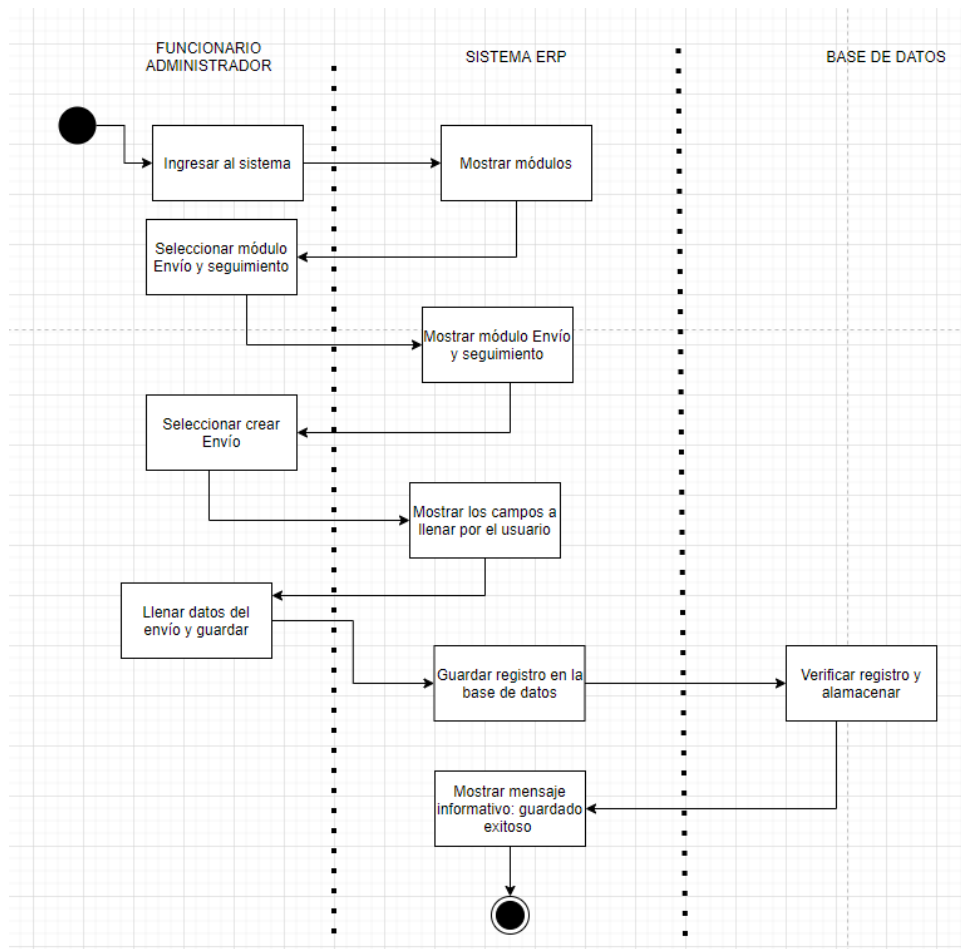 FUNCIONARIO
ADMINISTRADOR
SISTEMA ERP
BASE DE DATOS
Ingresar al sistema
Mostrar módulos
Seleccionar módulo
Envío y seguimiento
Mostrar módulo Envío
y seguimiento
Seleccionar crear
Envío
Mostrar los campos a
llenar por el usuario
Llenar datos del
envío y guardar
Guardar registro en la
base de datos
Verificar registro y
alamacenar
Mostrar mensaje
informativo: guardado
exitoso